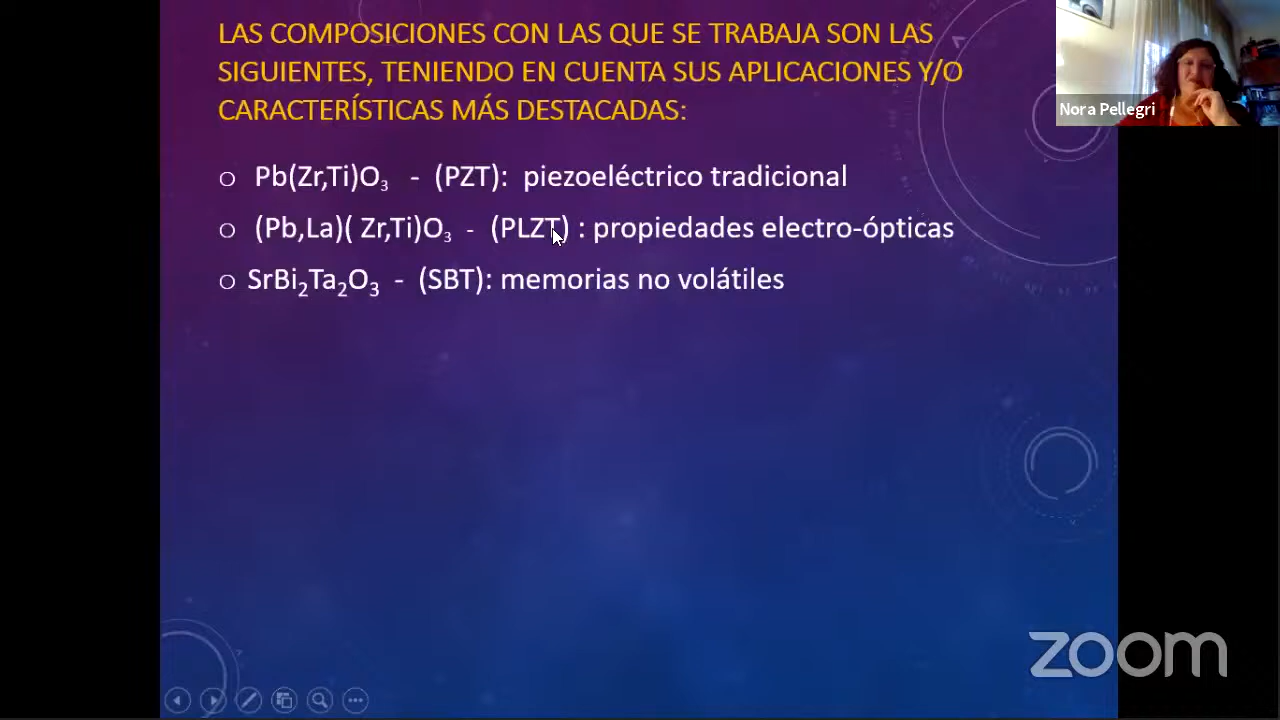 LAS COMPOSICIONES CON LAS QUE SE TRABAJA SON LAS
SIGUIENTES, TENIENDO EN CUENTA SUS APLICACIONES Y/O
CARACTERÍSTICAS MÁS DESTACADAS:
Nora Pellegri
o Pb(Zr,Ti)O₃ - (PZT): piezoeléctrico tradicional
o (Pb,La)( Zr,Ti)O₃ - (PLZT) : propiedades electro-ópticas
o SrBi₂Ta₂O₃ - (SBT): memorias no volátiles
zoom